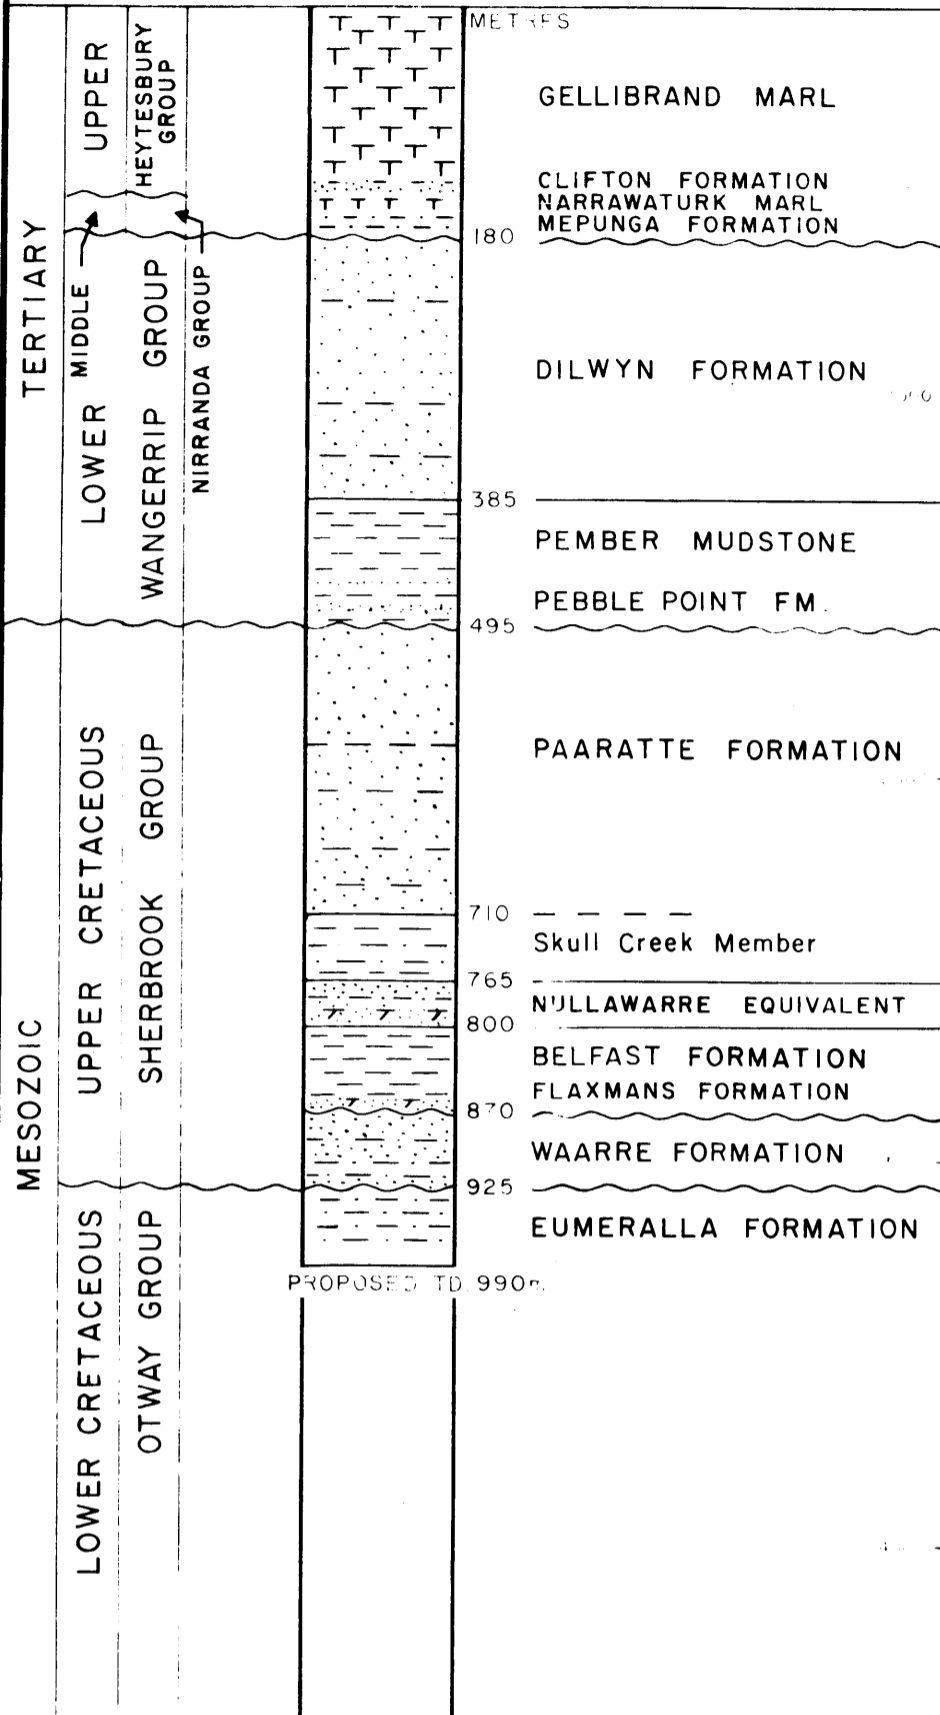 METRES
GELLIBRAND MARL
CLIFTON FORMATION
NARRAWATURK MARL
MEPUNGA FORMATION
180
DILWYN FORMATION
385
PEMBER MUDSTONE
PEBBLE POINT FM.
495
PAARATTE FORMATION
710
Skull Creek Member
765
NULLAWARRE EQUIVALENT
800
BELFAST FORMATION
FLAXMANS FORMATION
870
WAARRE FORMATION
925
EUMERALLA FORMATION
PROPOSED TD. 990m.
TERTIARY
MESOZOIC
UPPER
MIDDLE
LOWER
UPPER CRETACEOUS
LOWER CRETACEOUS
HEYTESBURY
GROUP
WANGERRIP GROUP
NIRRANDA GROUP
SHERBROOK GROUP
OTWAY GROUP